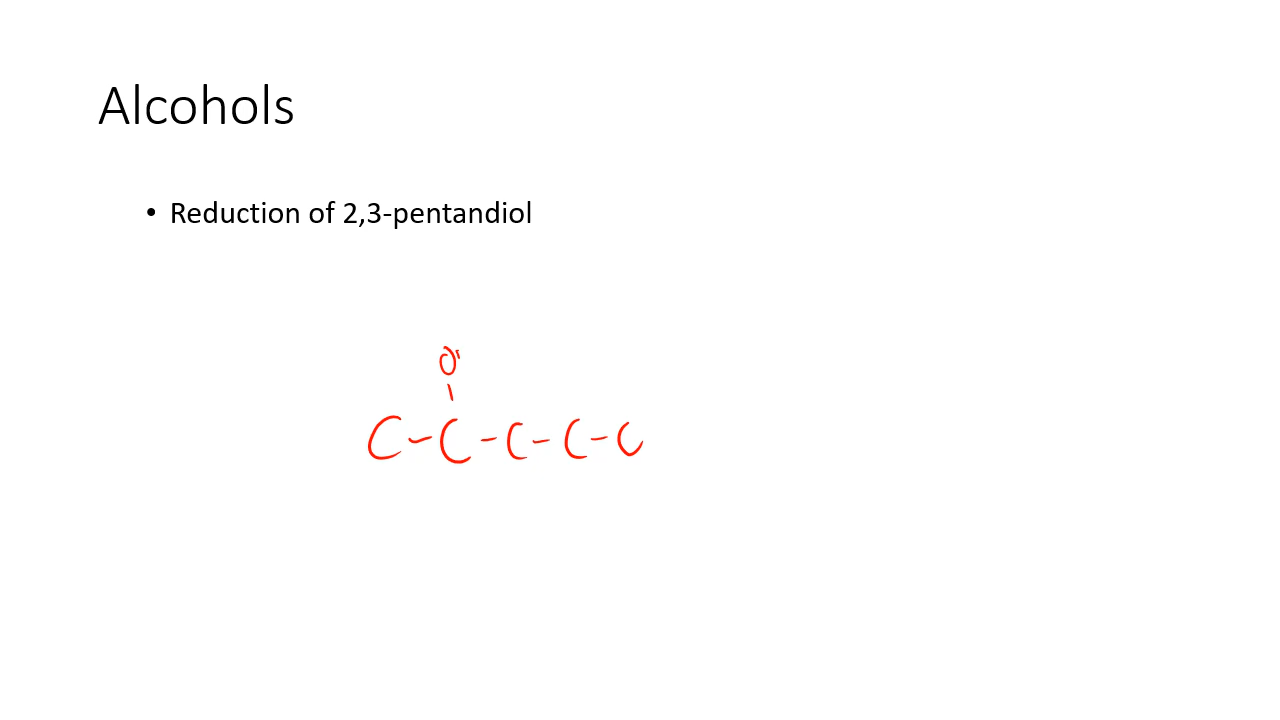 Alcohols
• Reduction of 2,3-pentandiol
O
C - C - C - C - C